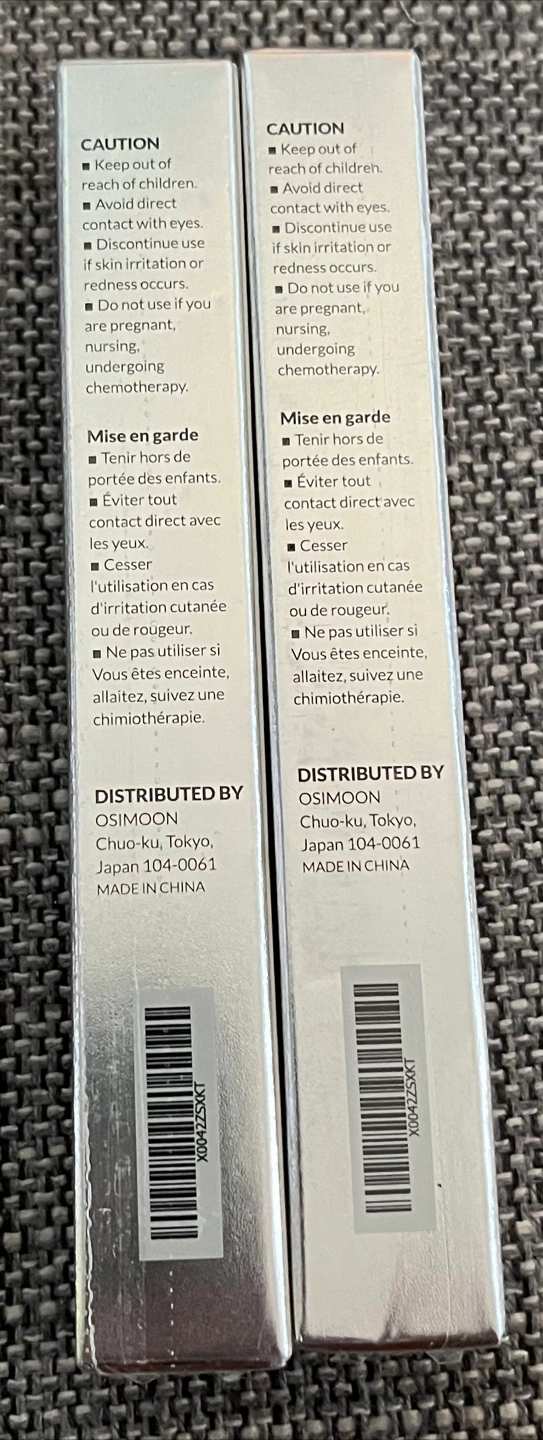 CAUTION
▪ Keep out of
reach of children.
▪ Avoid direct
contact with eyes.
▪ Discontinue use
if skin irritation or
redness occurs.
▪ Do not use if you
are pregnant,
nursing,
undergoing
chemotherapy.
Mise en garde
▪ Tenir hors de
portée des enfants.
▪ Éviter tout
contact direct avec
les yeux.
▪ Cesser
l'utilisation en cas
d'irritation cutanée
ou de rougeur.
▪ Ne pas utiliser si
Vous êtes enceinte,
allaitez, suivez une
chimiothérapie.
DISTRIBUTED BY
OSIMOON
Chuo-ku, Tokyo,
Japan 104-0061
MADE IN CHINA
X0042ZSXKT
CAUTION
▪ Keep out of
reach of children.
▪ Avoid direct
contact with eyes.
▪ Discontinue use
if skin irritation or
redness occurs.
▪ Do not use if you
are pregnant,
nursing,
undergoing
chemotherapy.
Mise en garde
▪ Tenir hors de
portée des enfants.
▪ Éviter tout
contact direct avec
les yeux.
▪ Cesser
l'utilisation en cas
d'irritation cutanée
ou de rougeur.
▪ Ne pas utiliser si
Vous êtes enceinte,
allaitez, suivez une
chimiothérapie.
DISTRIBUTED BY
OSIMOON
Chuo-ku, Tokyo,
Japan 104-0061
MADE IN CHINA
X0042ZSXKT